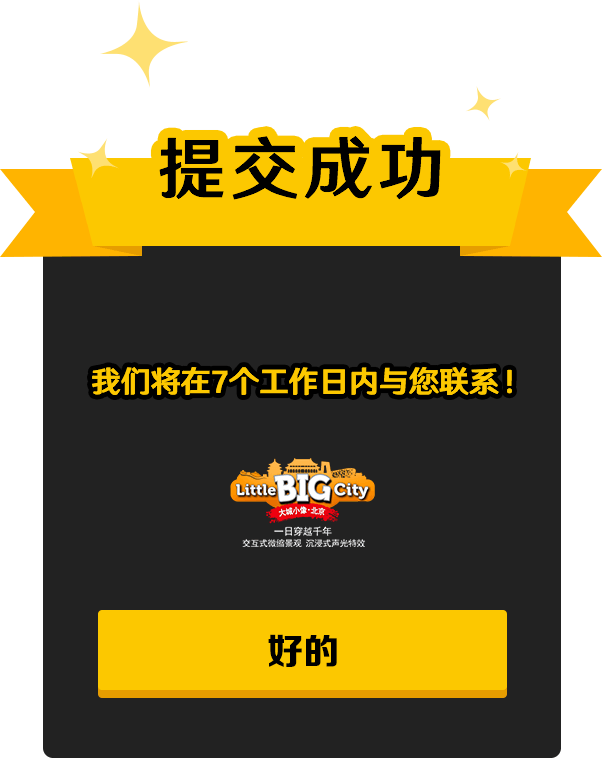 提交成功
我们将在7个工作日内与您联系!
Little BIG City
大城小像·北京
一日穿越千年
交互式微缩景观 沉浸式声光特效
好的